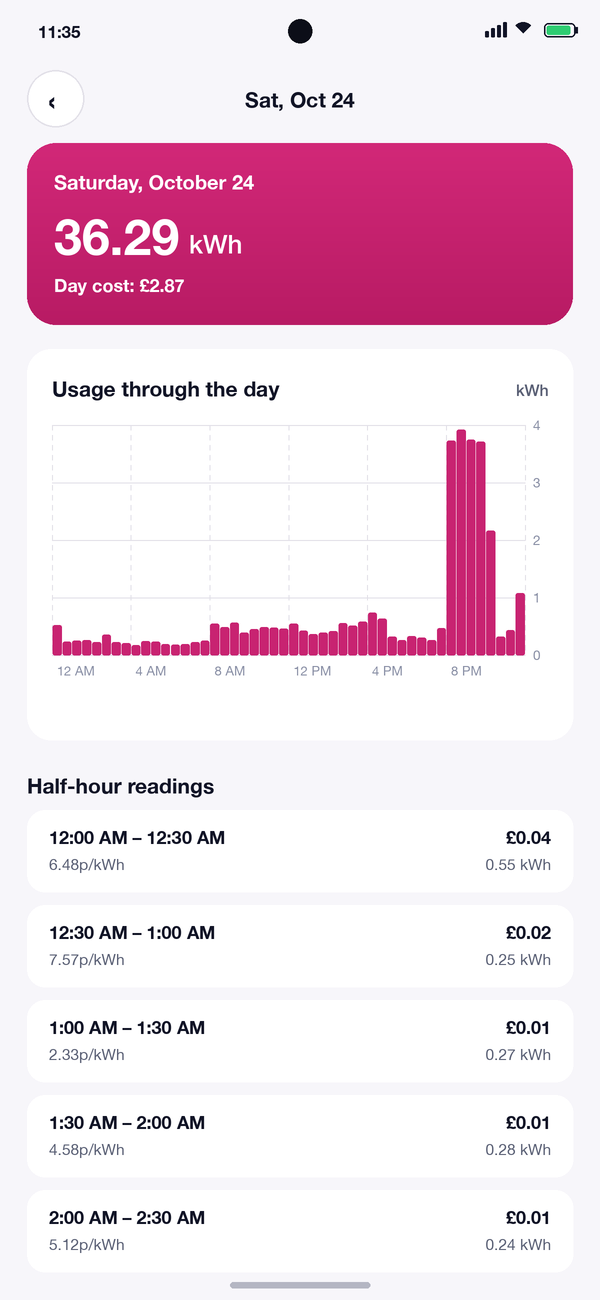 11:35
‹
Sat, Oct 24
Saturday, October 24
36.29 kWh
Day cost: £2.87
Usage through the day
kWh
4
3
2
1
0
12 AM 4 AM 8 AM 12 PM 4 PM 8 PM
Half-hour readings
12:00 AM – 12:30 AM £0.04
6.48p/kWh 0.55 kWh
12:30 AM – 1:00 AM £0.02
7.57p/kWh 0.25 kWh
1:00 AM – 1:30 AM £0.01
2.33p/kWh 0.27 kWh
1:30 AM – 2:00 AM £0.01
4.58p/kWh 0.28 kWh
2:00 AM – 2:30 AM £0.01
5.12p/kWh 0.24 kWh